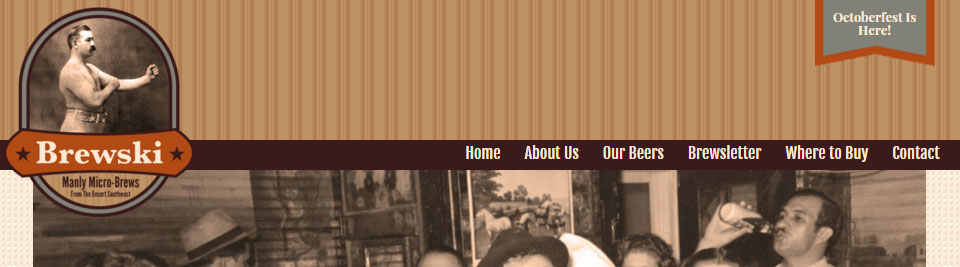 Octoberfest Is
Here!
Brewski
Manly Micro-Brews
From The Desert Southwest
Home About Us Our Beers Brewsletter Where to Buy Contact